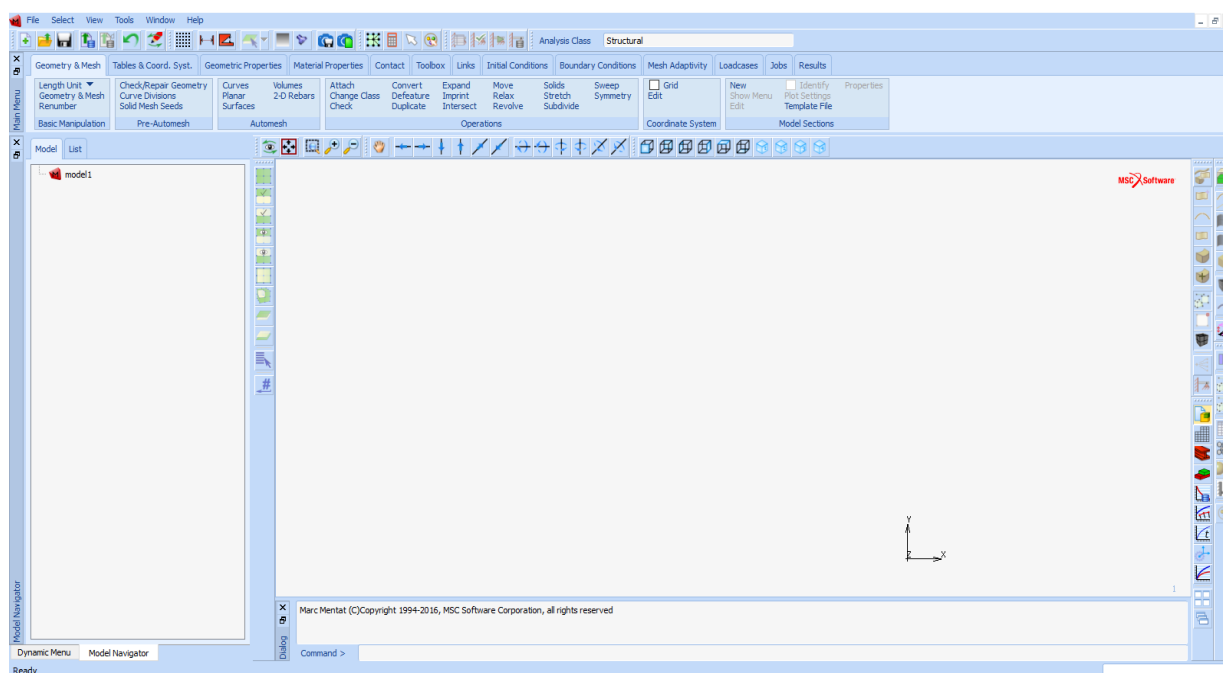 File Select View Tools Window Help
Analysis Class Structural
Geometry & Mesh Tables & Coord. Syst. Geometric Properties Material Properties Contact Toolbox Links Initial Conditions Boundary Conditions Mesh Adaptivity Loadcases Jobs Results
Main Menu
Length Unit Check/Repair Geometry Curves Volumes Attach Convert Expand Move Solids Sweep Grid New Identify Properties
Geometry & Mesh Curve Divisions Planar 2-D Rebars Change Class Defeature Imprint Relax Stretch Symmetry Edit Show Menu Plot Settings
Renumber Solid Mesh Seeds Surfaces Check Duplicate Intersect Revolve Subdivide Edit Template File
Basic Manipulation Pre-Automesh Automesh Operations Coordinate System Model Sections
Model List
model1
MSC Software
Y
Z X
1
Model Navigator
Marc Mentat (C)Copyright 1994-2016, MSC Software Corporation, all rights reserved
Dialog
Command >
Dynamic Menu Model Navigator
Ready